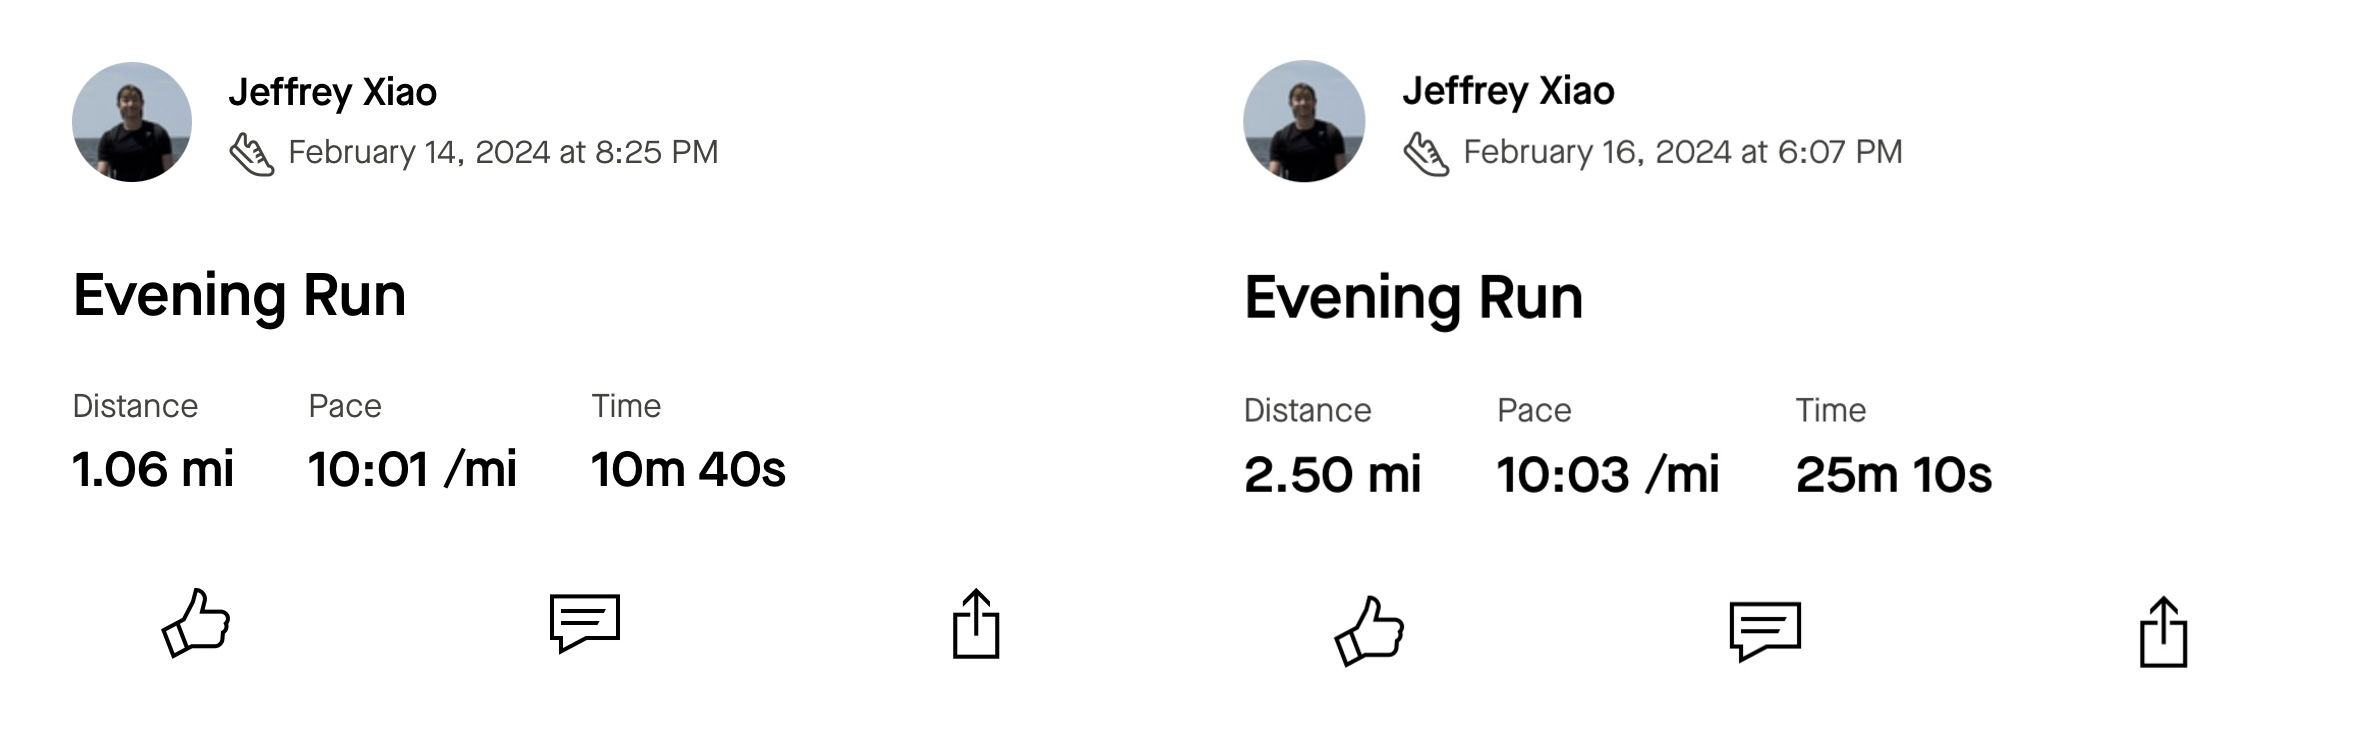 Jeffrey Xiao
February 14, 2024 at 8:25 PM
Evening Run
Distance Pace Time
1.06 mi 10:01 /mi 10m 40s
Jeffrey Xiao
February 16, 2024 at 6:07 PM
Evening Run
Distance Pace Time
2.50 mi 10:03 /mi 25m 10s